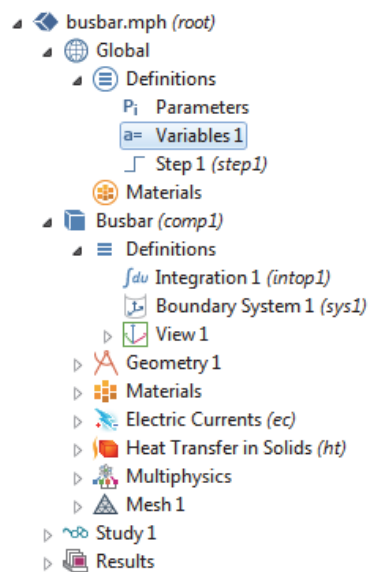 busbar.mph (root)
Global
Definitions
Pi Parameters
a= Variables 1
Step 1 (step1)
Materials
Busbar (comp1)
Definitions
∫du Integration 1 (intop1)
Boundary System 1 (sys1)
View 1
Geometry 1
Materials
Electric Currents (ec)
Heat Transfer in Solids (ht)
Multiphysics
Mesh 1
Study 1
Results